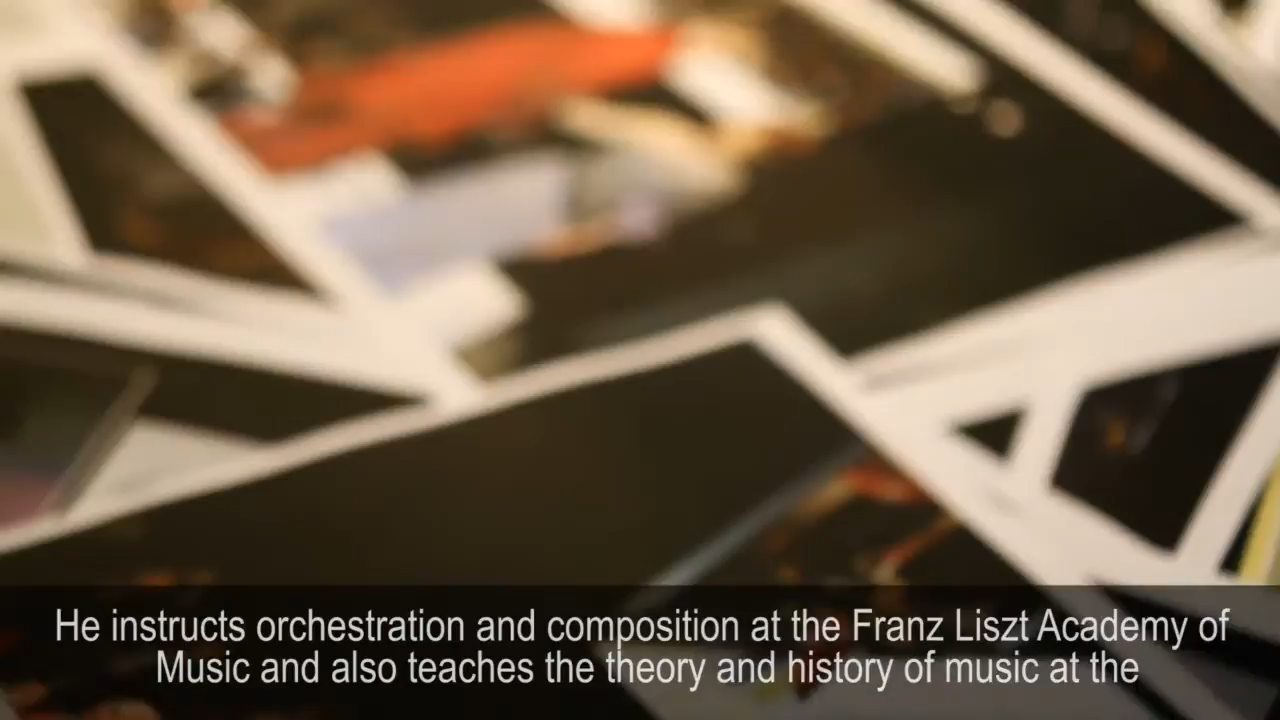 He instructs orchestration and composition at the Franz Liszt Academy of
Music and also teaches the theory and history of music at the